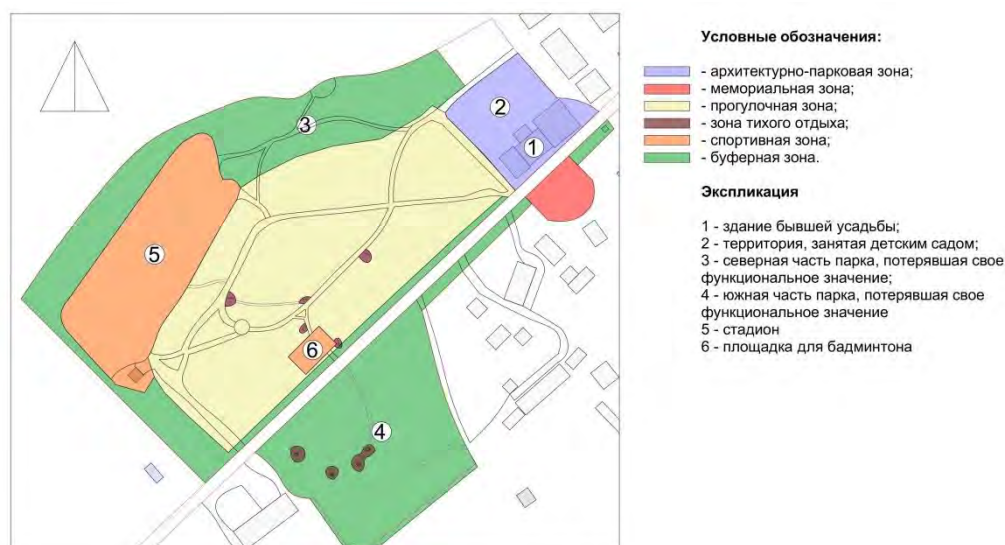 Условные обозначения:
- архитектурно-парковая зона;
- мемориальная зона;
- прогулочная зона;
- зона тихого отдыха;
- спортивная зона;
- буферная зона.
Экспликация
1 - здание бывшей усадьбы;
2 - территория, занятая детским садом;
3 - северная часть парка, потерявшая свое
функциональное значение;
4 - южная часть парка, потерявшая свое
функциональное значение
5 - стадион
6 - площадка для бадминтона
2
1
3
5
6
4